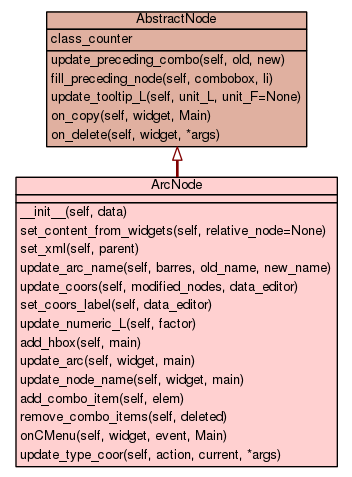 AbstractNode
class_counter
update_preceding_combo(self, old, new)
fill_preceding_node(self, combobox, li)
update_tooltip_L(self, unit_L, unit_F=None)
on_copy(self, widget, Main)
on_delete(self, widget, *args)
ArcNode
__init__(self, data)
set_content_from_widgets(self, relative_node=None)
set_xml(self, parent)
update_arc_name(self, barres, old_name, new_name)
update_coors(self, modified_nodes, data_editor)
set_coors_label(self, data_editor)
update_numeric_L(self, factor)
add_hbox(self, main)
update_arc(self, widget, main)
update_node_name(self, widget, main)
add_combo_item(self, elem)
remove_combo_items(self, deleted)
onCMenu(self, widget, event, Main)
update_type_coor(self, action, current, *args)